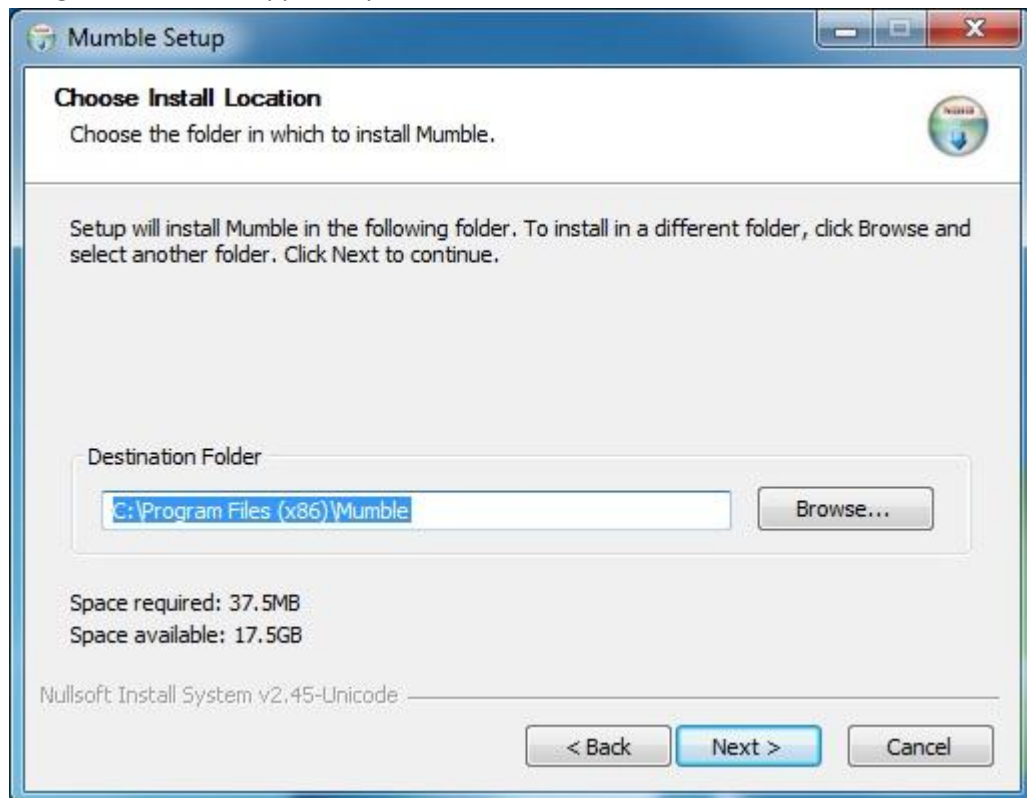 Mumble Setup
Choose Install Location
Choose the folder in which to install Mumble.
Setup will install Mumble in the following folder. To install in a different folder, click Browse and
select another folder. Click Next to continue.
Destination Folder
C:\Program Files (x86)\Mumble
Browse...
Space required: 37.5MB
Space available: 17.5GB
Nullsoft Install System v2.45-Unicode
< Back Next > Cancel